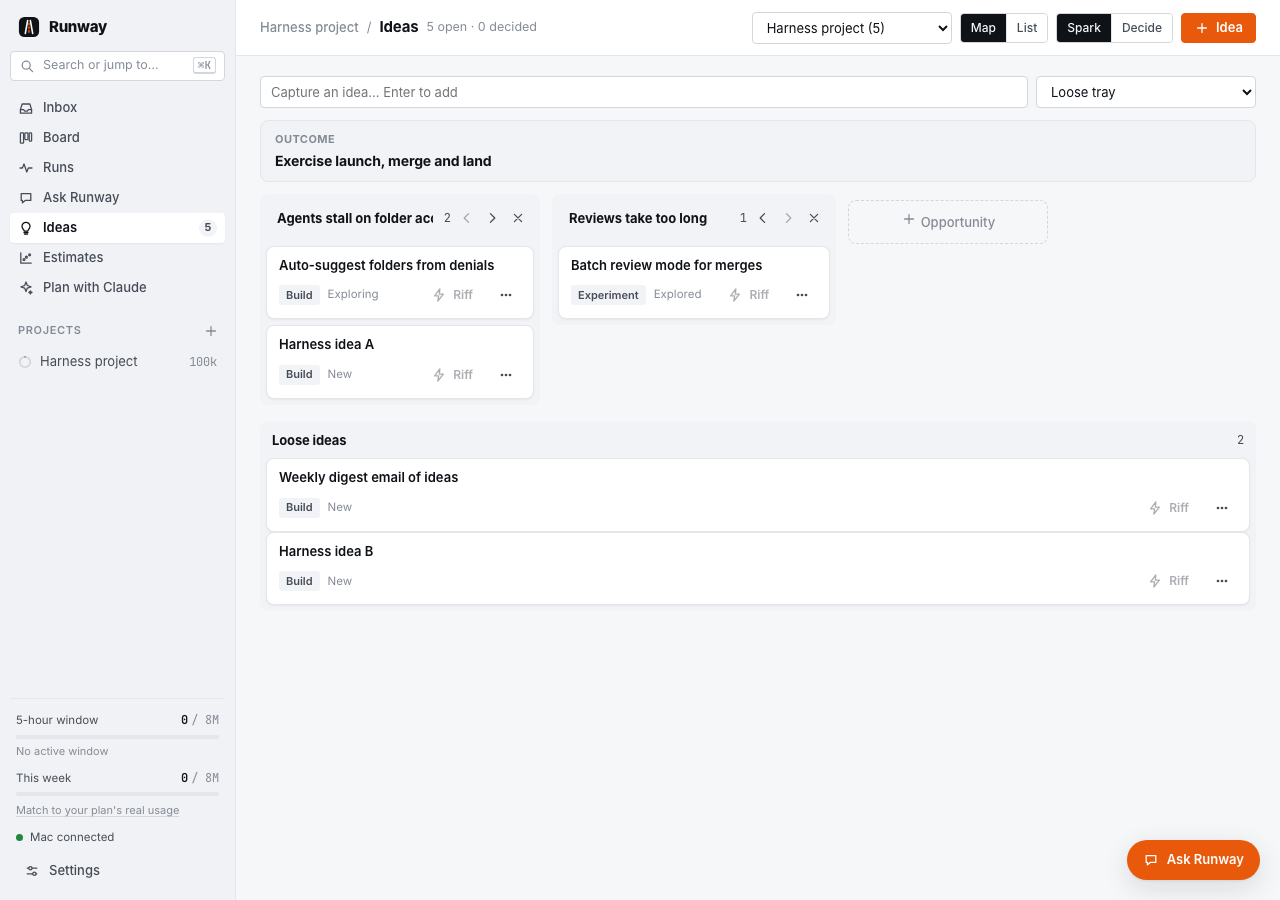 Runway
Search or jump to... ⌘K
Inbox
Board
Runs
Ask Runway
Ideas 5
Estimates
Plan with Claude
PROJECTS
Harness project 100k
5-hour window 0 / 8M
No active window
This week 0 / 8M
Match to your plan's real usage
Mac connected
Settings
Harness project / Ideas 5 open · 0 decided
Harness project (5) Map List Spark Decide + Idea
Capture an idea... Enter to add Loose tray
OUTCOME
Exercise launch, merge and land
Agents stall on folder acc 2
Auto-suggest folders from denials
Build Exploring Riff ...
Harness idea A
Build New Riff ...
Reviews take too long 1
Batch review mode for merges
Experiment Explored Riff ...
+ Opportunity
Loose ideas 2
Weekly digest email of ideas
Build New Riff ...
Harness idea B
Build New Riff ...
Ask Runway